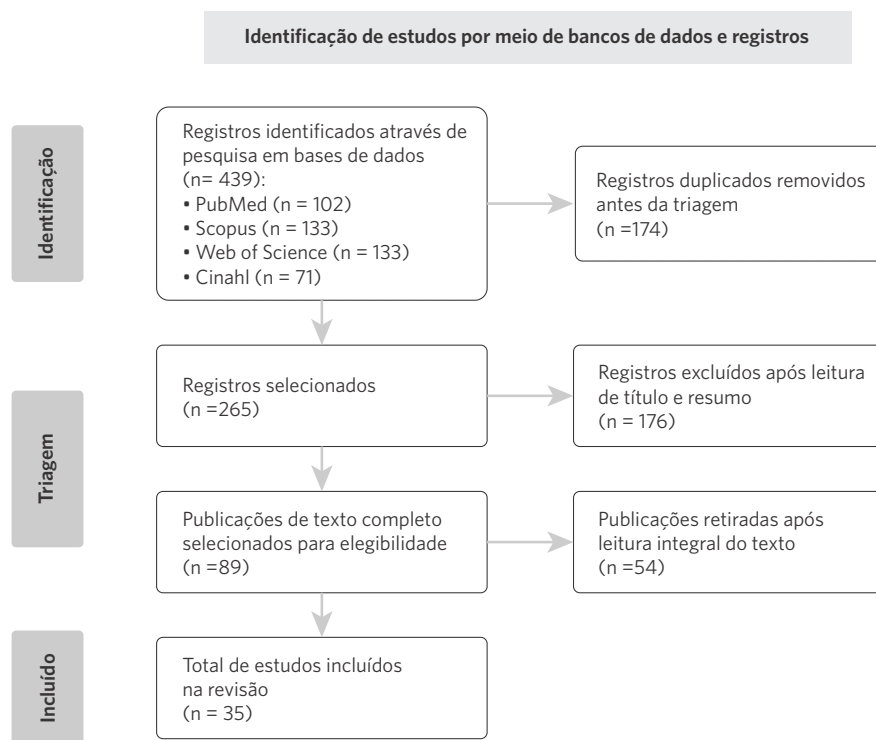 Identificação de estudos por meio de bancos de dados e registros
Identificação
Registros identificados através de
pesquisa em bases de dados
(n= 439):
• PubMed (n = 102)
• Scopus (n = 133)
• Web of Science (n = 133)
• Cinahl (n = 71)
Registros duplicados removidos
antes da triagem
(n =174)
Triagem
Registros selecionados
(n =265)
Registros excluídos após leitura
de título e resumo
(n = 176)
Publicações de texto completo
selecionados para elegibilidade
(n =89)
Publicações retiradas após
leitura integral do texto
(n =54)
Incluído
Total de estudos incluídos
na revisão
(n = 35)